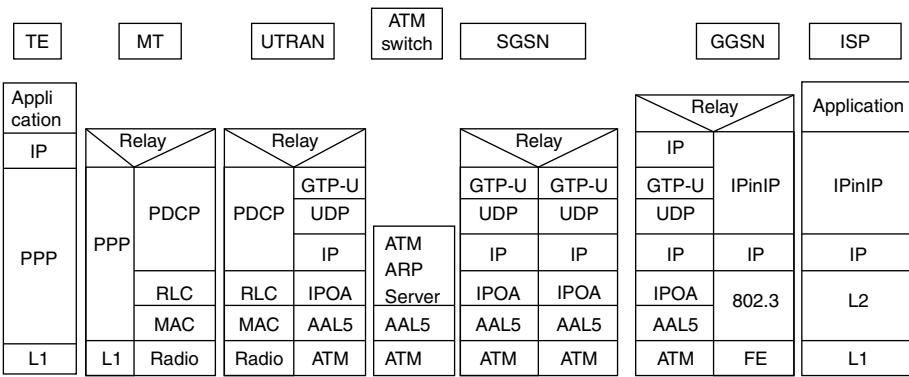 TE MT UTRAN ATM switch SGSN GGSN ISP
Appli
cation
IP
PPP
L1
Relay
PPP
L1
PDCP
RLC
MAC
Radio
Relay
PDCP
RLC
MAC
Radio
GTP-U
UDP
IP
IPOA
AAL5
ATM
ATM
ARP
Server
AAL5
ATM
Relay
GTP-U
UDP
IP
IPOA
AAL5
ATM
GTP-U
UDP
IP
IPOA
AAL5
ATM
Relay
IP
GTP-U
UDP
IP
IPOA
AAL5
ATM
IPinIP
IP
802.3
FE
Application
IPinIP
IP
L2
L1